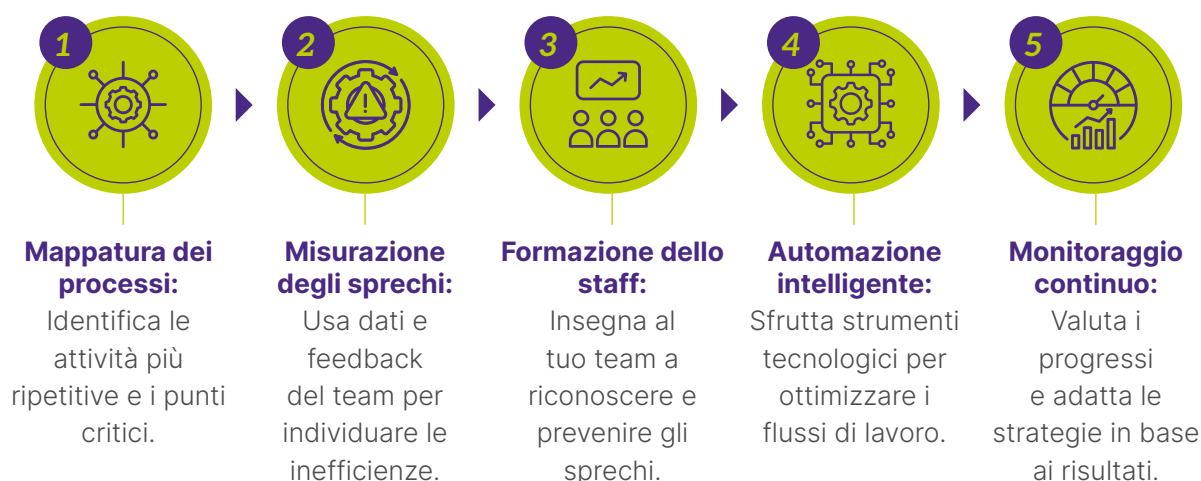 1
Mappatura dei
processi:
Identifica le
attività più
ripetitive e i punti
critici.
2
Misurazione
degli sprechi:
Usa dati e
feedback
del team per
individuare le
inefficienze.
3
Formazione dello
staff:
Insegna al
tuo team a
riconoscere e
prevenire gli
sprechi.
4
Automazione
intelligente:
Sfrutta strumenti
tecnologici per
ottimizzare i
flussi di lavoro.
5
Monitoraggio
continuo:
Valuta i
progressi
e adatta le
strategie in base
ai risultati.